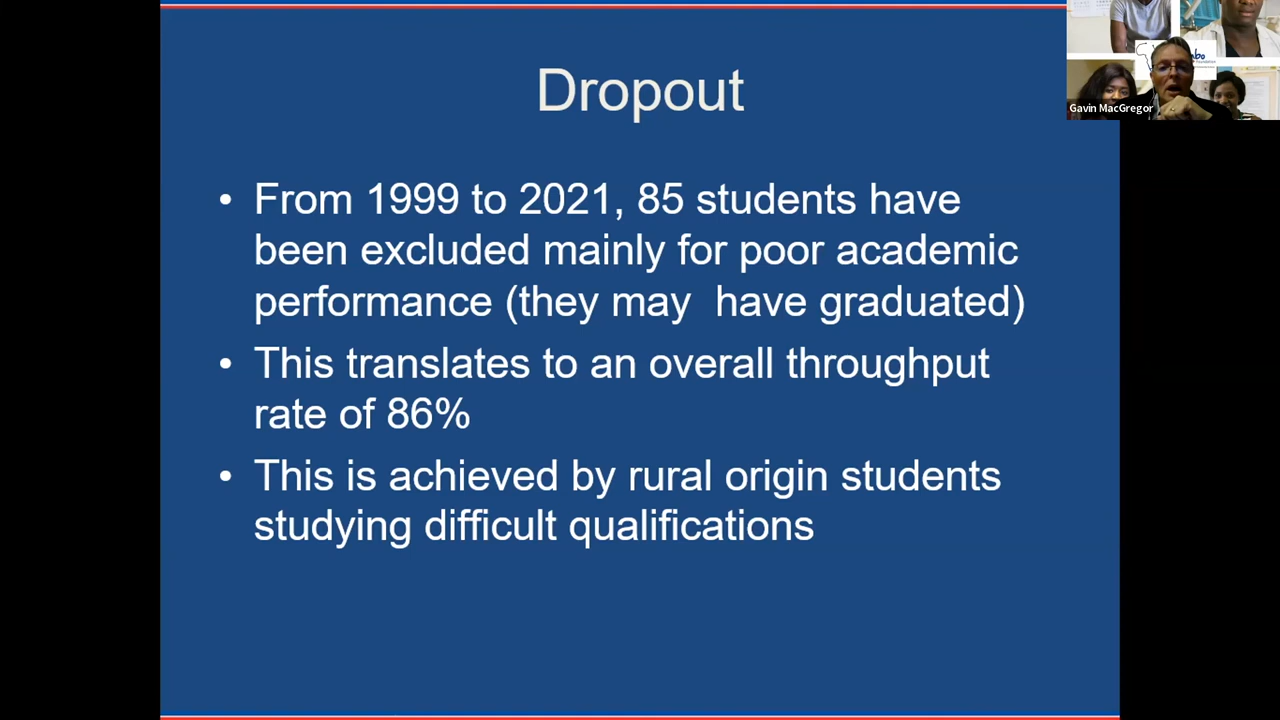 Dropout
• From 1999 to 2021, 85 students have
been excluded mainly for poor academic
performance (they may  have graduated)
• This translates to an overall throughput
rate of 86%
• This is achieved by rural origin students
studying difficult qualifications
Gavin MacGregor